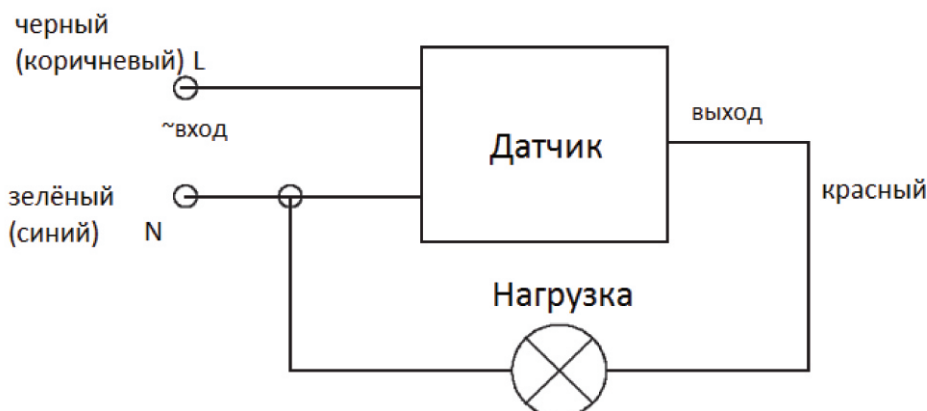 черный
(коричневый) L
~вход
Датчик
выход
зелёный
(синий) N
красный
Нагрузка